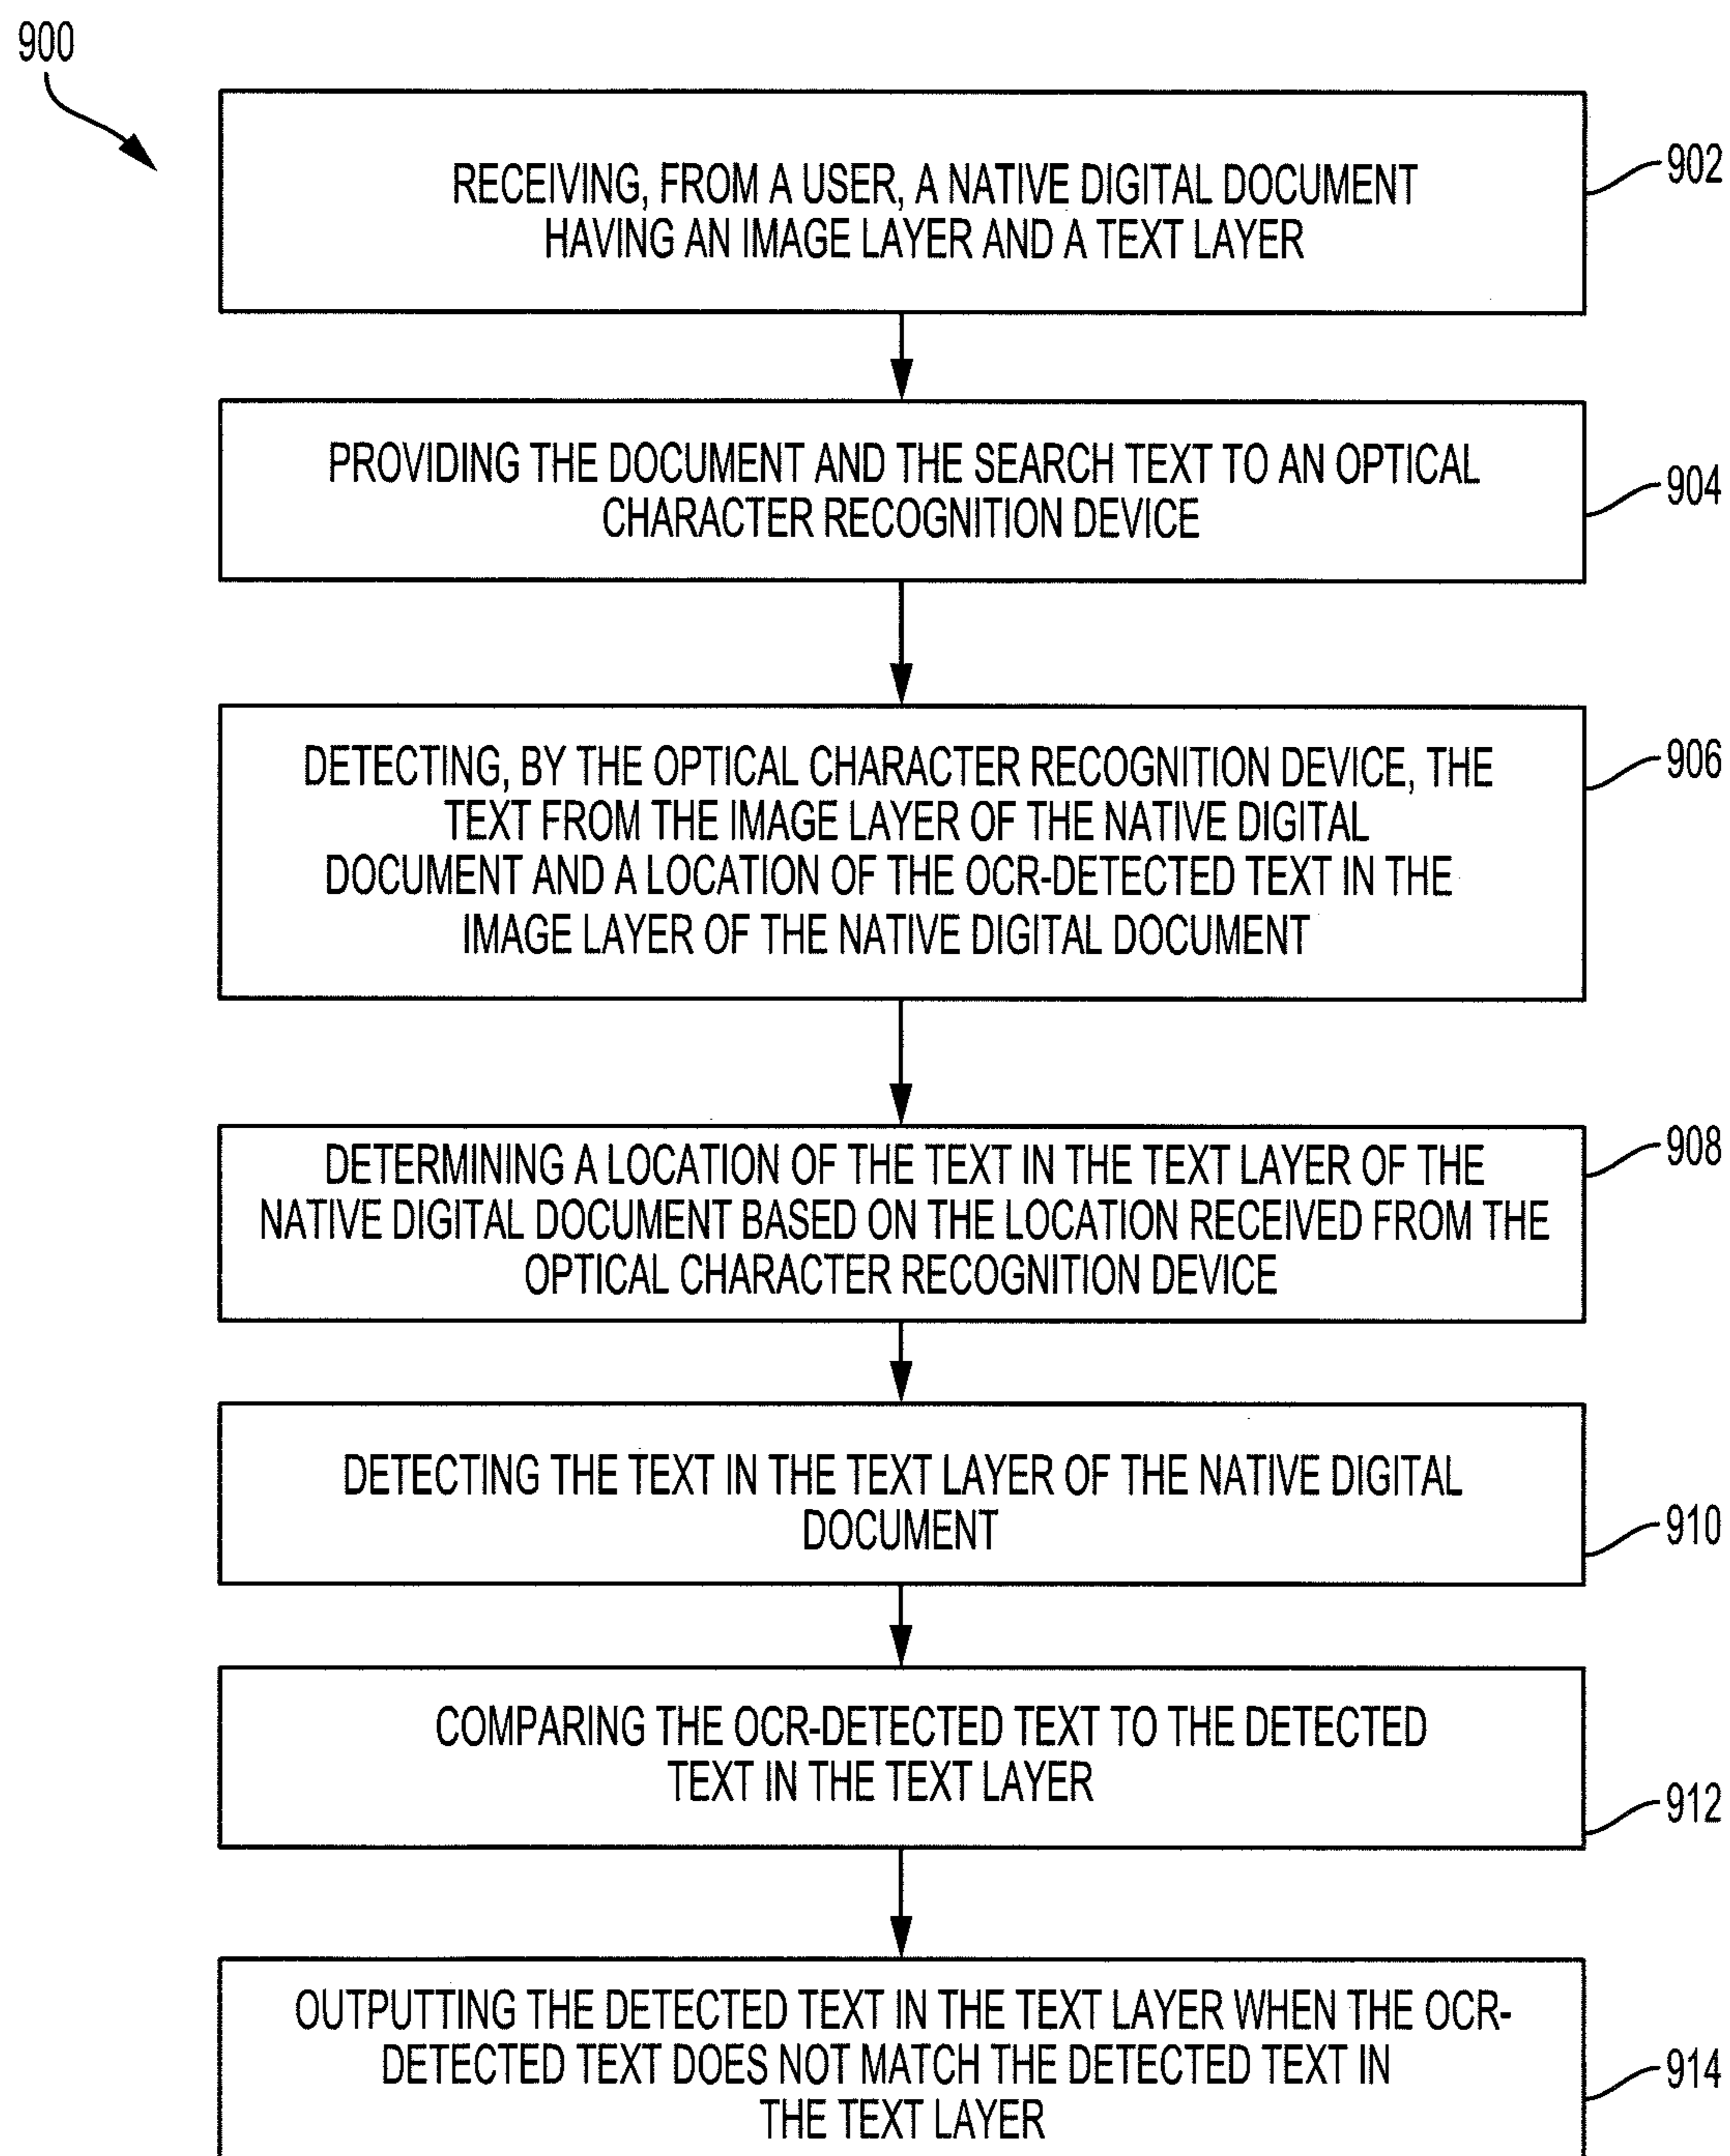 900
RECEIVING, FROM A USER, A NATIVE DIGITAL DOCUMENT
HAVING AN IMAGE LAYER AND A TEXT LAYER
902
PROVIDING THE DOCUMENT AND THE SEARCH TEXT TO AN OPTICAL
CHARACTER RECOGNITION DEVICE
904
DETECTING, BY THE OPTICAL CHARACTER RECOGNITION DEVICE, THE
TEXT FROM THE IMAGE LAYER OF THE NATIVE DIGITAL
DOCUMENT AND A LOCATION OF THE OCR-DETECTED TEXT IN THE
IMAGE LAYER OF THE NATIVE DIGITAL DOCUMENT
906
DETERMINING A LOCATION OF THE TEXT IN THE TEXT LAYER OF THE
NATIVE DIGITAL DOCUMENT BASED ON THE LOCATION RECEIVED FROM THE
OPTICAL CHARACTER RECOGNITION DEVICE
908
DETECTING THE TEXT IN THE TEXT LAYER OF THE NATIVE DIGITAL
DOCUMENT
910
COMPARING THE OCR-DETECTED TEXT TO THE DETECTED
TEXT IN THE TEXT LAYER
912
OUTPUTTING THE DETECTED TEXT IN THE TEXT LAYER WHEN THE OCR-
DETECTED TEXT DOES NOT MATCH THE DETECTED TEXT IN
THE TEXT LAYER
914